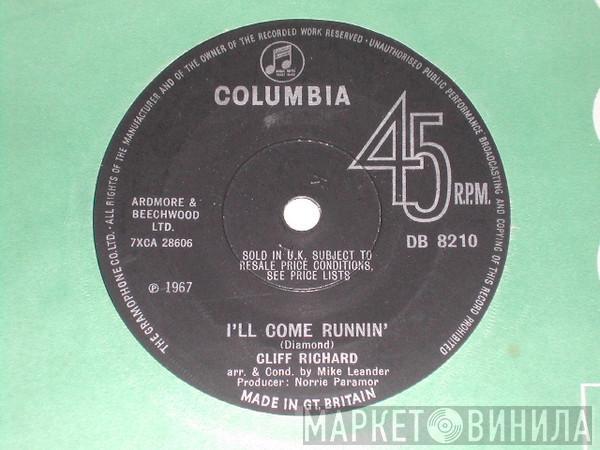 THE GRAMOPHONE CO. LTD. · ALL RIGHTS OF THE MANUFACTURER AND OF THE OWNER OF THE RECORDED WORK RESERVED · UNAUTHORISED PUBLIC PERFORMANCE BROADCASTING AND COPYING OF THIS RECORD PROHIBITED
COLUMBIA
45
R.P.M.
ARDMORE &
BEECHWOOD
LTD.
7XCA 28606
DB 8210
SOLD IN U.K. SUBJECT TO
RESALE PRICE CONDITIONS,
SEE PRICE LISTS
℗ 1967
I'LL COME RUNNIN'
(Diamond)
CLIFF RICHARD
arr. & Cond. by Mike Leander
Producer: Norrie Paramor
MADE IN GT. BRITAIN
МАРКЕТ ВИНИЛА